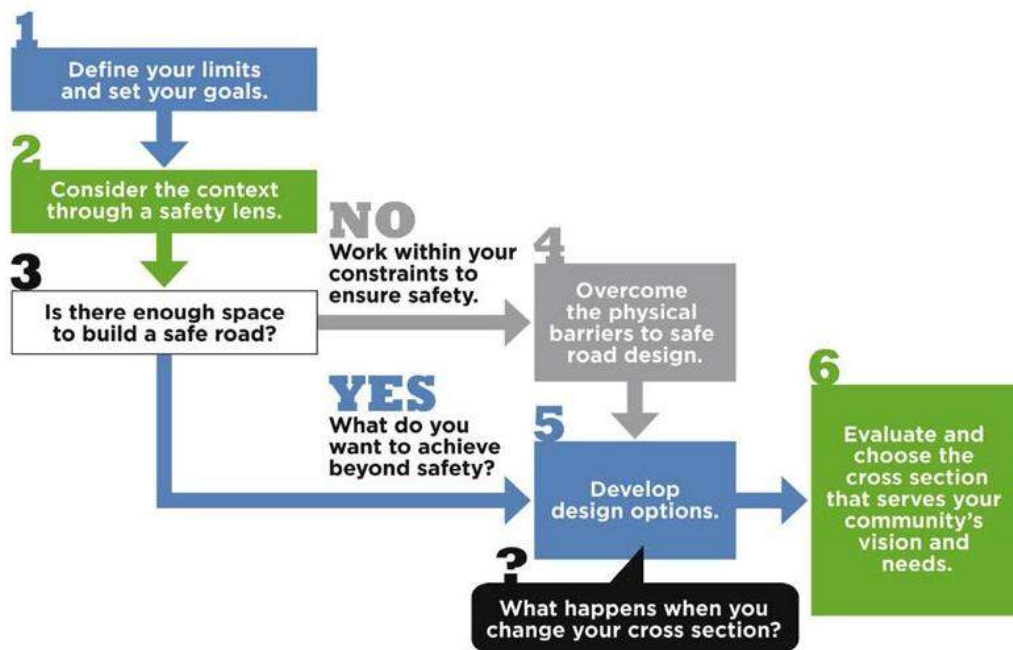 1
Define your limits
and set your goals.
2
Consider the context
through a safety lens.
3
Is there enough space
to build a safe road?
NO
Work within your
constraints to
ensure safety.
4
Overcome
the physical
barriers to safe
road design.
YES
What do you
want to achieve
beyond safety?
5
Develop
design options.
?
What happens when you
change your cross section?
6
Evaluate and
choose the
cross section
that serves your
community's
vision and
needs.